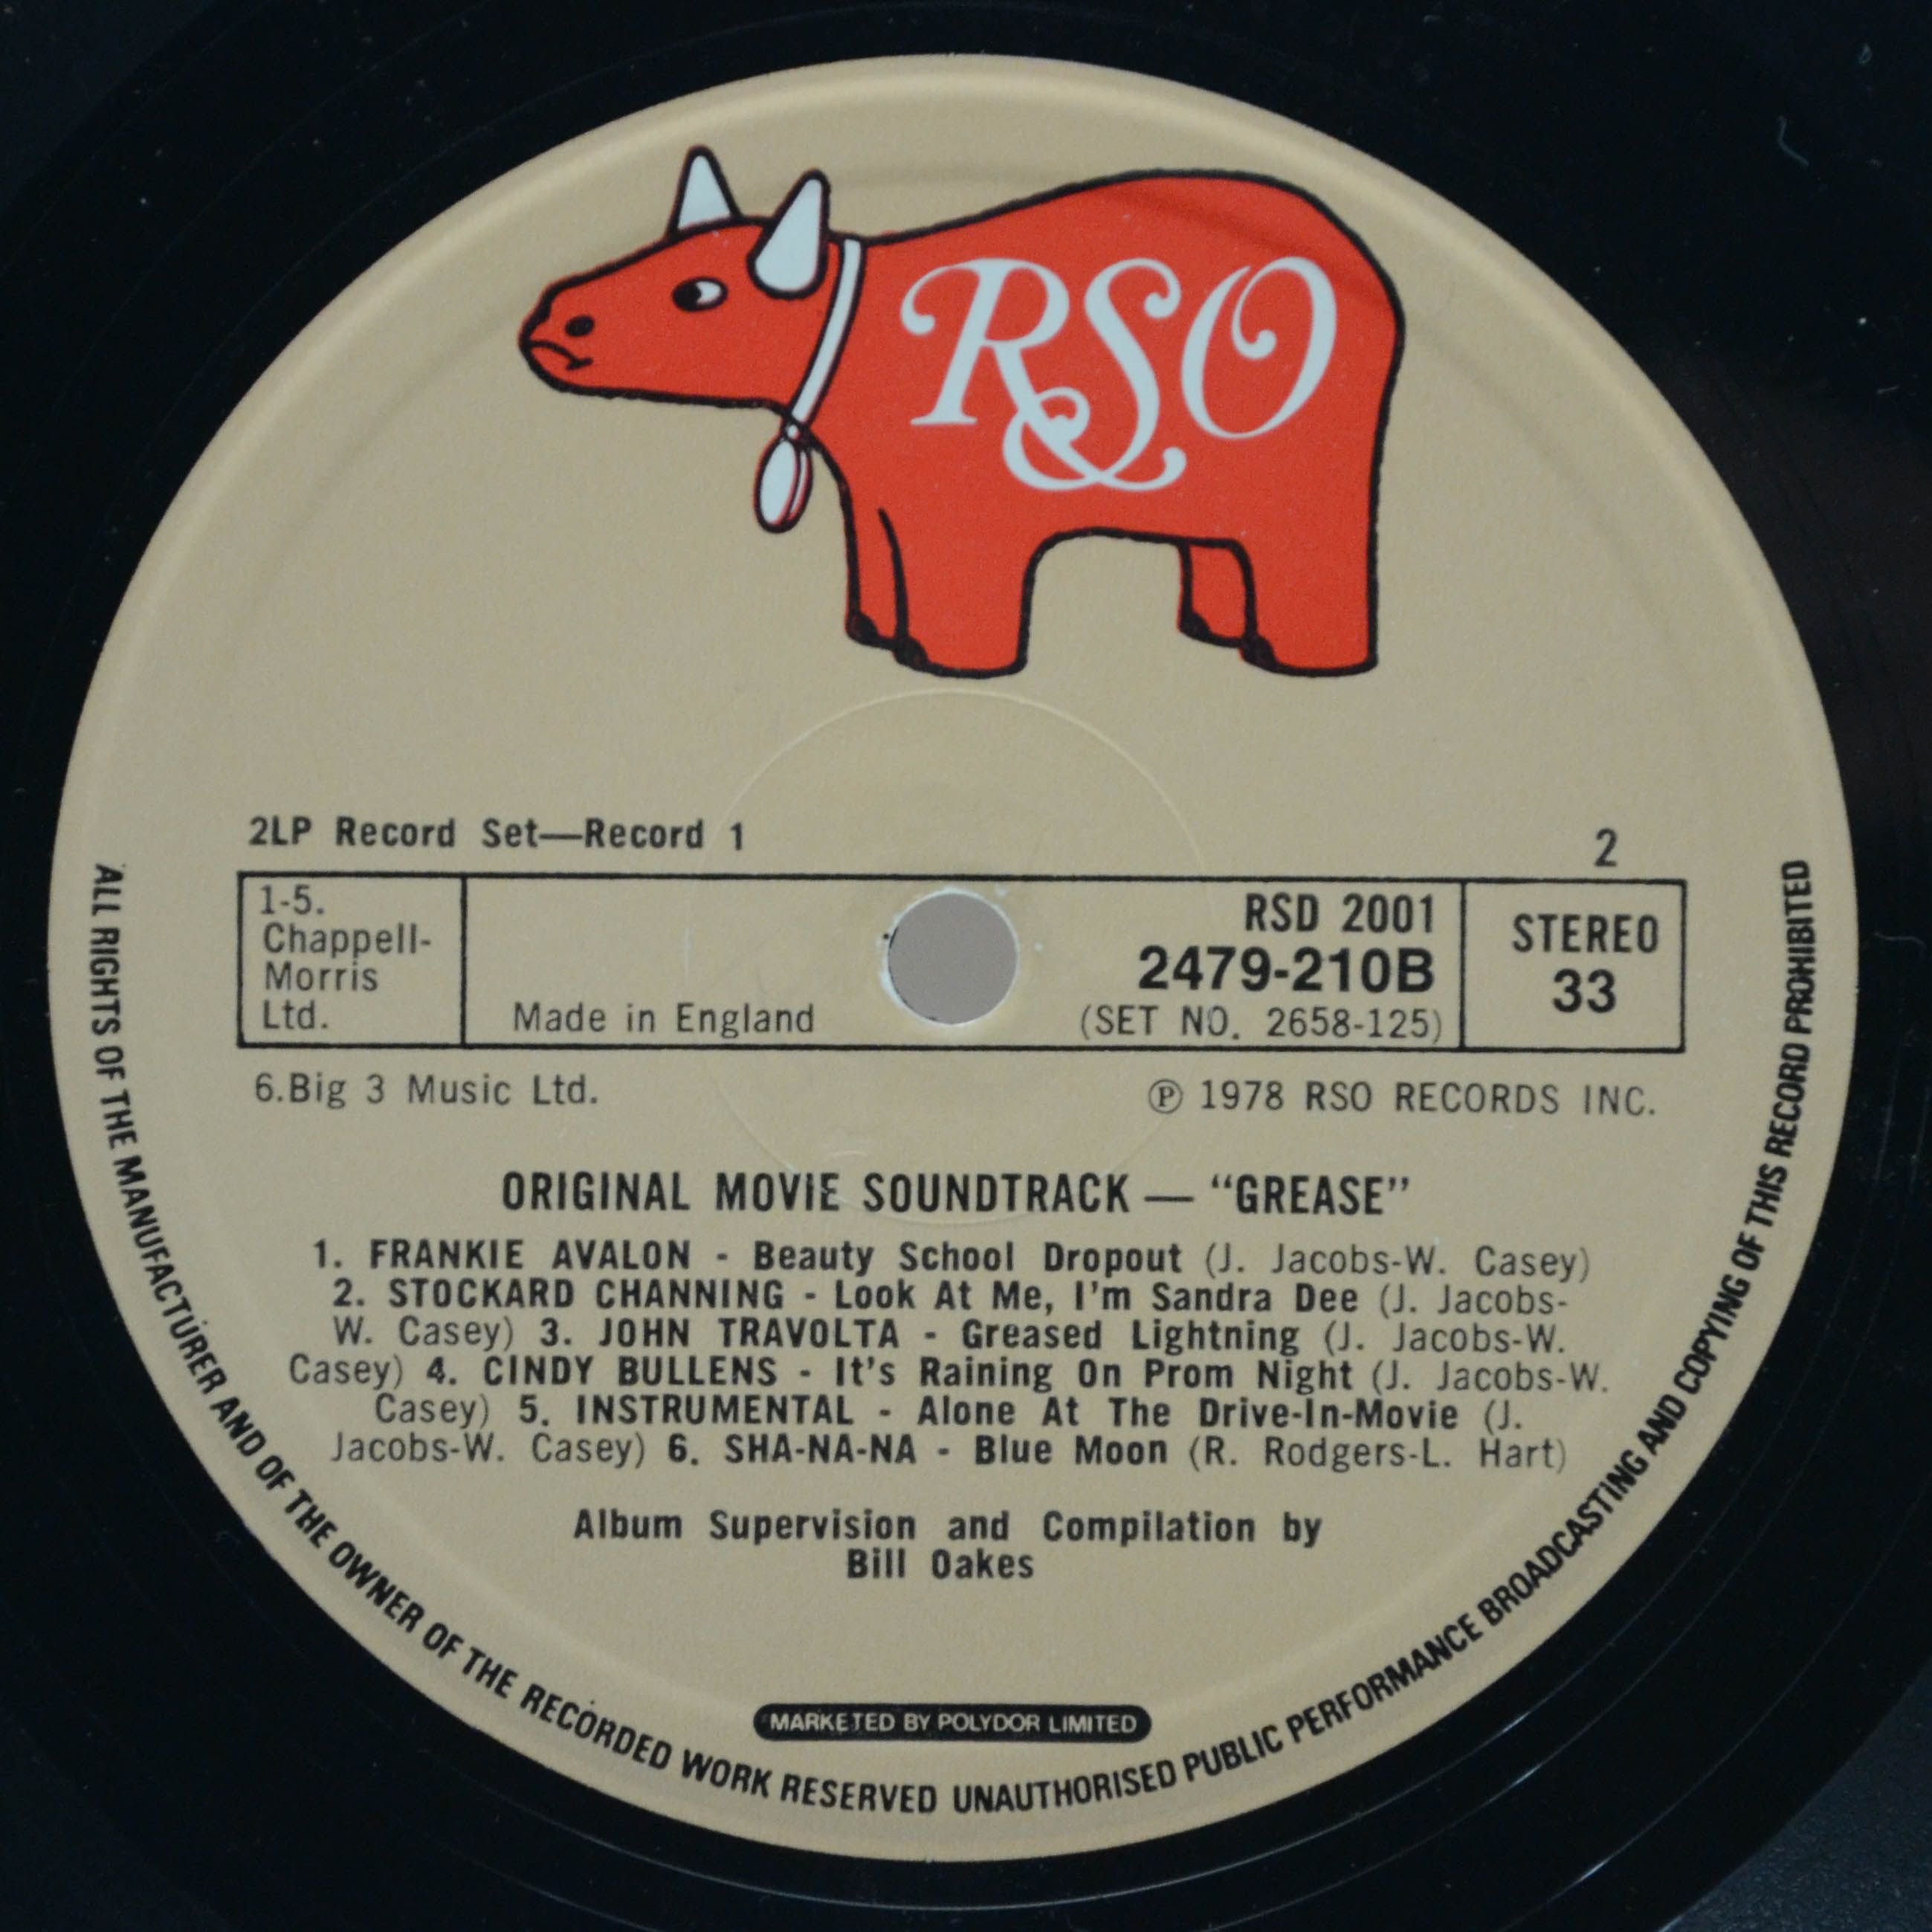 RSO
2LP Record Set—Record 1
2
1-5.
Chappell-
Morris
Ltd.
Made in England
RSD 2001
2479-210B
(SET NO. 2658-125)
STEREO
33
6.Big 3 Music Ltd.
℗ 1978 RSO RECORDS INC.
ORIGINAL MOVIE SOUNDTRACK — “GREASE”
1. FRANKIE AVALON - Beauty School Dropout (J. Jacobs-W. Casey)
2. STOCKARD CHANNING - Look At Me, I'm Sandra Dee (J. Jacobs-
W. Casey) 3. JOHN TRAVOLTA - Greased Lightning (J. Jacobs-W.
Casey) 4. CINDY BULLENS - It's Raining On Prom Night (J. Jacobs-W.
Casey) 5. INSTRUMENTAL - Alone At The Drive-In-Movie (J.
Jacobs-W. Casey) 6. SHA-NA-NA - Blue Moon (R. Rodgers-L. Hart)
Album Supervision and Compilation by
Bill Oakes
MARKETED BY POLYDOR LIMITED
ALL RIGHTS OF THE MANUFACTURER AND OF THE OWNER OF THE RECORDED WORK RESERVED UNAUTHORISED PUBLIC PERFORMANCE BROADCASTING AND COPYING OF THIS RECORD PROHIBITED